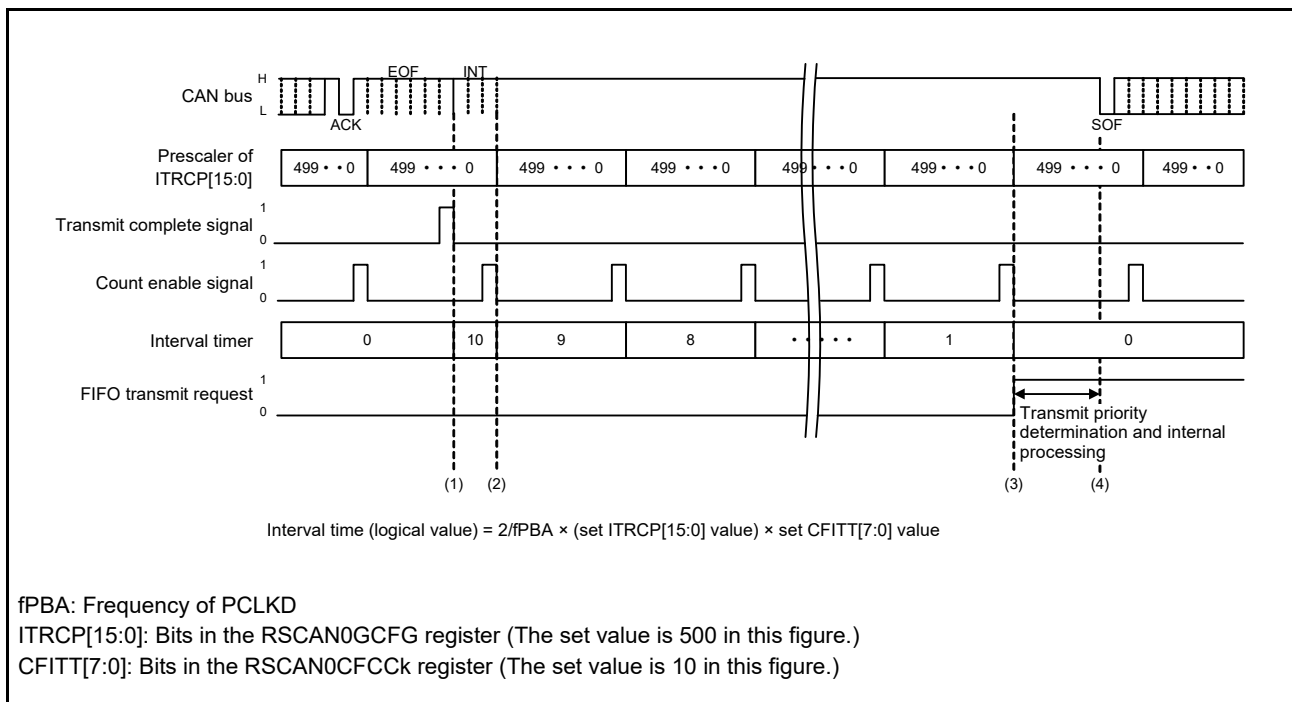 EOF
INT
H
CAN bus
L
ACK
SOF
Prescaler of
ITRCP[15:0]
499・・0
499・・・0
499・・・0
499・・・0
499・・・0
499・・・0
499・・・0
499・・0
Transmit complete signal
1
0
Count enable signal
1
0
Interval timer
0
10
9
8
・・・・・
1
0
FIFO transmit request
1
0
Transmit priority
determination and internal
processing
(1)
(2)
(3)
(4)
Interval time (logical value) = 2/fPBA × (set ITRCP[15:0] value) × set CFITT[7:0] value
fPBA: Frequency of PCLKD
ITRCP[15:0]: Bits in the RSCAN0GCFG register (The set value is 500 in this figure.)
CFITT[7:0]: Bits in the RSCAN0CFCCk register (The set value is 10 in this figure.)